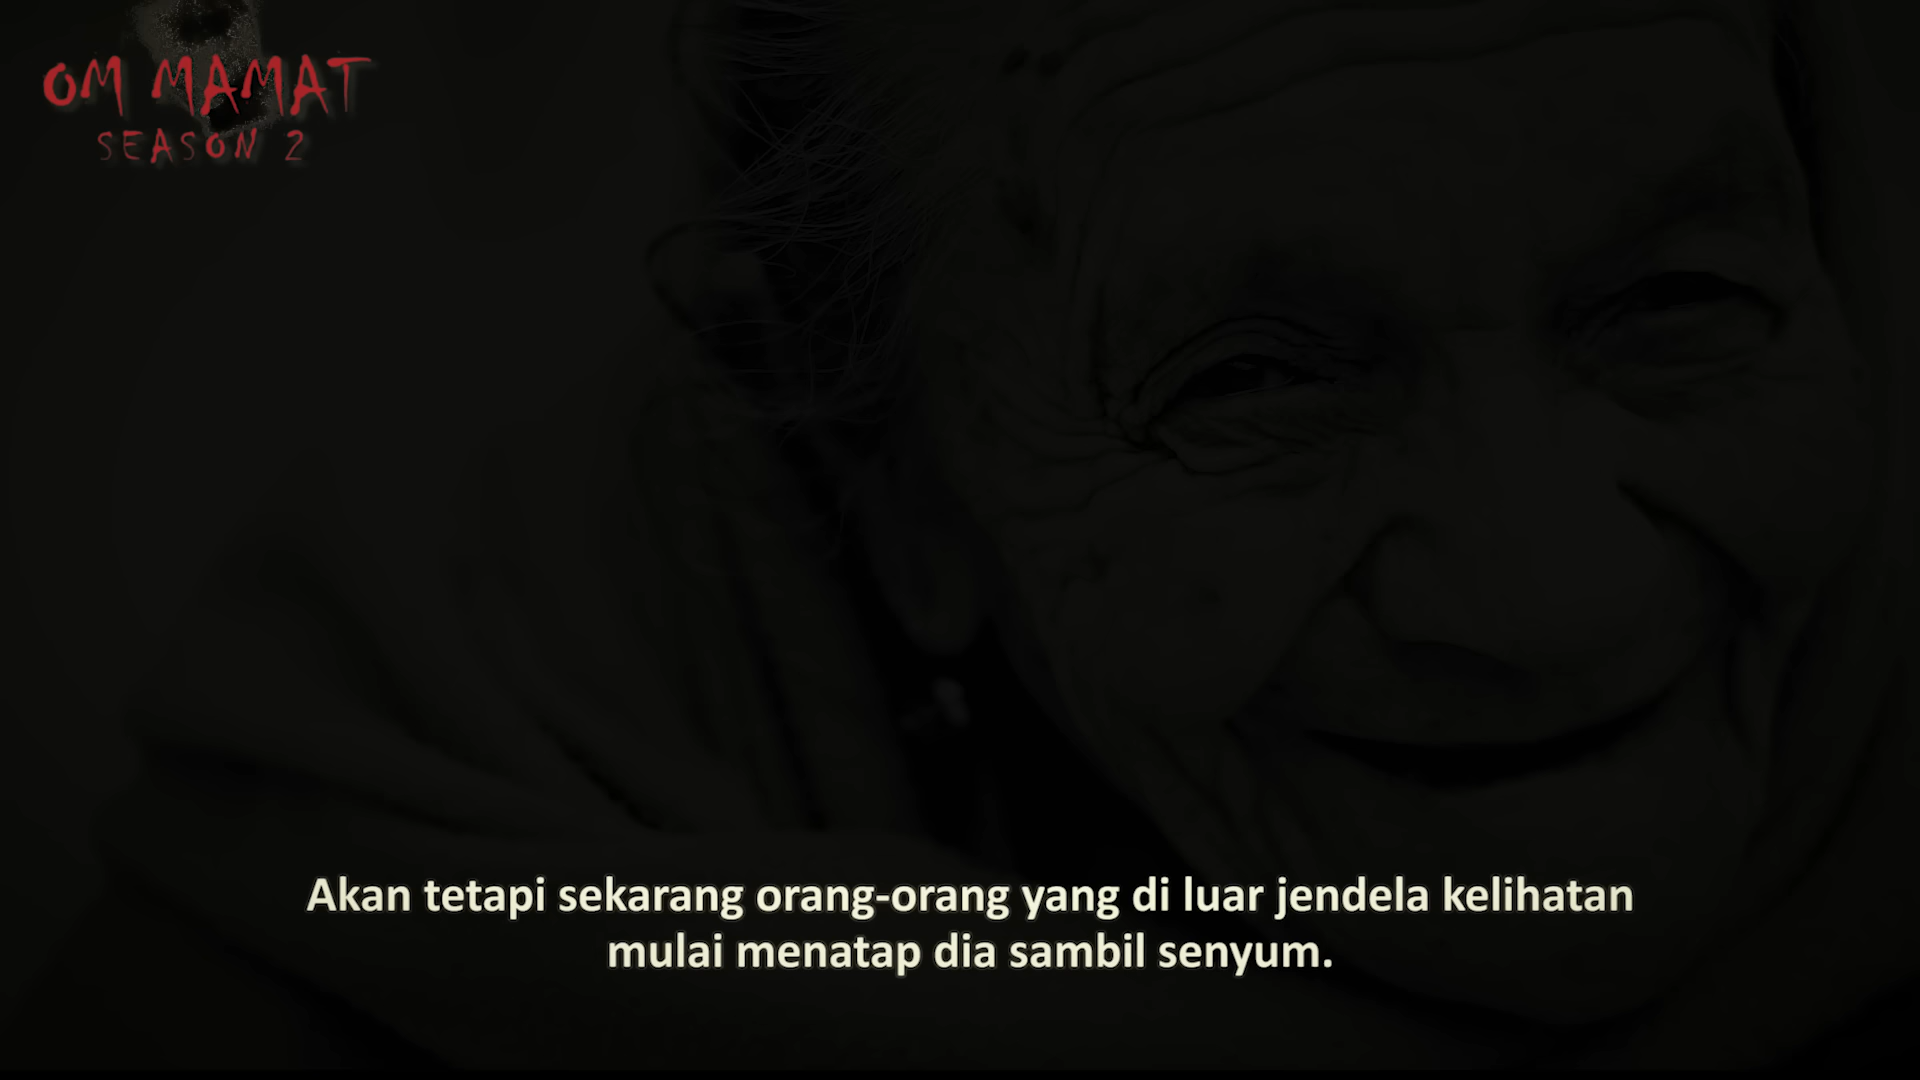 OM MAMAT
SEASON 2
Akan tetapi sekarang orang-orang yang di luar jendela kelihatan
mulai menatap dia sambil senyum.